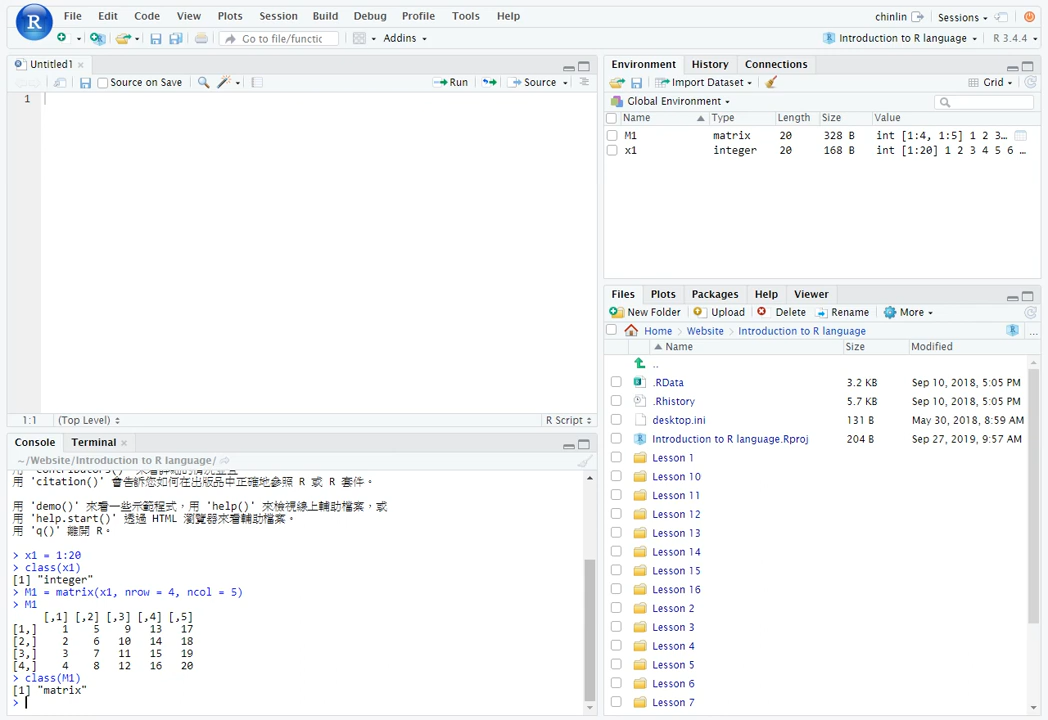 File Edit Code View Plots Session Build Debug Profile Tools Help
chinlin Sessions
Go to file/functic Addins
Introduction to R language R 3.4.4
Untitled1
Source on Save Run Source
1
1:1 (Top Level) R Script
Console Terminal
~/Website/Introduction to R language/
用 'contributors()' 來看詳細的情況並且
用 'citation()' 會告訴您如何在出版品中正確地參照 R 或 R 套件。
用 'demo()' 來看一些示範程式，用 'help()' 來檢視線上輔助檔案，或
用 'help.start()' 透過 HTML 瀏覽器來看輔助檔案。
用 'q()' 離開 R。
> x1 = 1:20
> class(x1)
[1] "integer"
> M1 = matrix(x1, nrow = 4, ncol = 5)
> M1
[,1] [,2] [,3] [,4] [,5]
[1,] 1 5 9 13 17
[2,] 2 6 10 14 18
[3,] 3 7 11 15 19
[4,] 4 8 12 16 20
> class(M1)
[1] "matrix"
>
Environment History Connections
Import Dataset Grid
Global Environment
Name Type Length Size Value
M1 matrix 20 328 B int [1:4, 1:5] 1 2 3…
x1 integer 20 168 B int [1:20] 1 2 3 4 5 6 …
Files Plots Packages Help Viewer
New Folder Upload Delete Rename More
Home Website Introduction to R language ...
Name Size Modified
..
.RData 3.2 KB Sep 10, 2018, 5:05 PM
.Rhistory 5.7 KB Sep 10, 2018, 5:05 PM
desktop.ini 131 B May 30, 2018, 8:59 AM
Introduction to R language.Rproj 204 B Sep 27, 2019, 9:57 AM
Lesson 1
Lesson 10
Lesson 11
Lesson 12
Lesson 13
Lesson 14
Lesson 15
Lesson 16
Lesson 2
Lesson 3
Lesson 4
Lesson 5
Lesson 6
Lesson 7